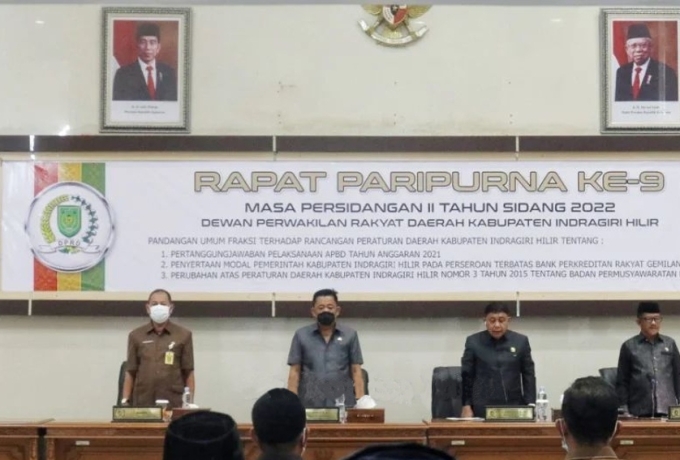 RAPAT PARIPURNA KE-9
MASA PERSIDANGAN II TAHUN SIDANG 2022
DEWAN PERWAKILAN RAKYAT DAERAH KABUPATEN INDRAGIRI HILIR
PANDANGAN UMUM FRAKSI TERHADAP RANCANGAN PERATURAN DAERAH KABUPATEN INDRAGIRI HILIR TENTANG :
1. PERTANGGUNGJAWABAN PELAKSANAAN APBD TAHUN ANGGARAN 2021
2. PENYERTAAN MODAL PEMERINTAH KABUPATEN INDRAGIRI HILIR PADA PERSEROAN TERBATAS BANK PERKREDITAN RAKYAT GEMILAN
3. PERUBAHAN ATAS PERATURAN DAERAH KABUPATEN INDRAGIRI HILIR NOMOR 3 TAHUN 2015 TENTANG BADAN PERMUSYAWARATAN
DPRD